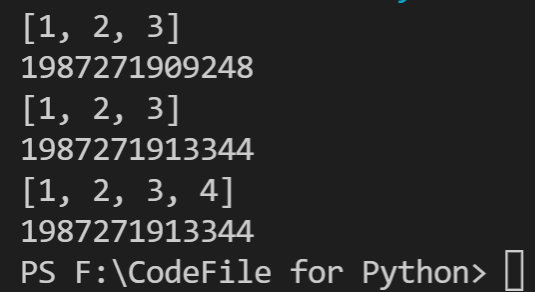 [1, 2, 3]
1987271909248
[1, 2, 3]
1987271913344
[1, 2, 3, 4]
1987271913344
PS F:\CodeFile for Python>